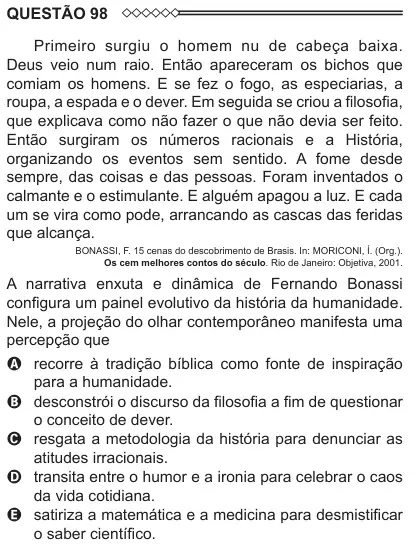 QUESTÃO 98
Primeiro surgiu o homem nu de cabeça baixa.
Deus veio num raio. Então apareceram os bichos que
comiam os homens. E se fez o fogo, as especiarias, a
roupa, a espada e o dever. Em seguida se criou a filosofia,
que explicava como não fazer o que não devia ser feito.
Então surgiram os números racionais e a História,
organizando os eventos sem sentido. A fome desde
sempre, das coisas e das pessoas. Foram inventados o
calmante e o estimulante. E alguém apagou a luz. E cada
um se vira como pode, arrancando as cascas das feridas
que alcança.
BONASSI, F. 15 cenas do descobrimento de Brasis. In: MORICONI, Í. (Org.).
Os cem melhores contos do século. Rio de Janeiro: Objetiva, 2001.
A narrativa enxuta e dinâmica de Fernando Bonassi
configura um painel evolutivo da história da humanidade.
Nele, a projeção do olhar contemporâneo manifesta uma
percepção que
A recorre à tradição bíblica como fonte de inspiração
para a humanidade.
B desconstrói o discurso da filosofia a fim de questionar
o conceito de dever.
C resgata a metodologia da história para denunciar as
atitudes irracionais.
D transita entre o humor e a ironia para celebrar o caos
da vida cotidiana.
E satiriza a matemática e a medicina para desmistificar
o saber científico.